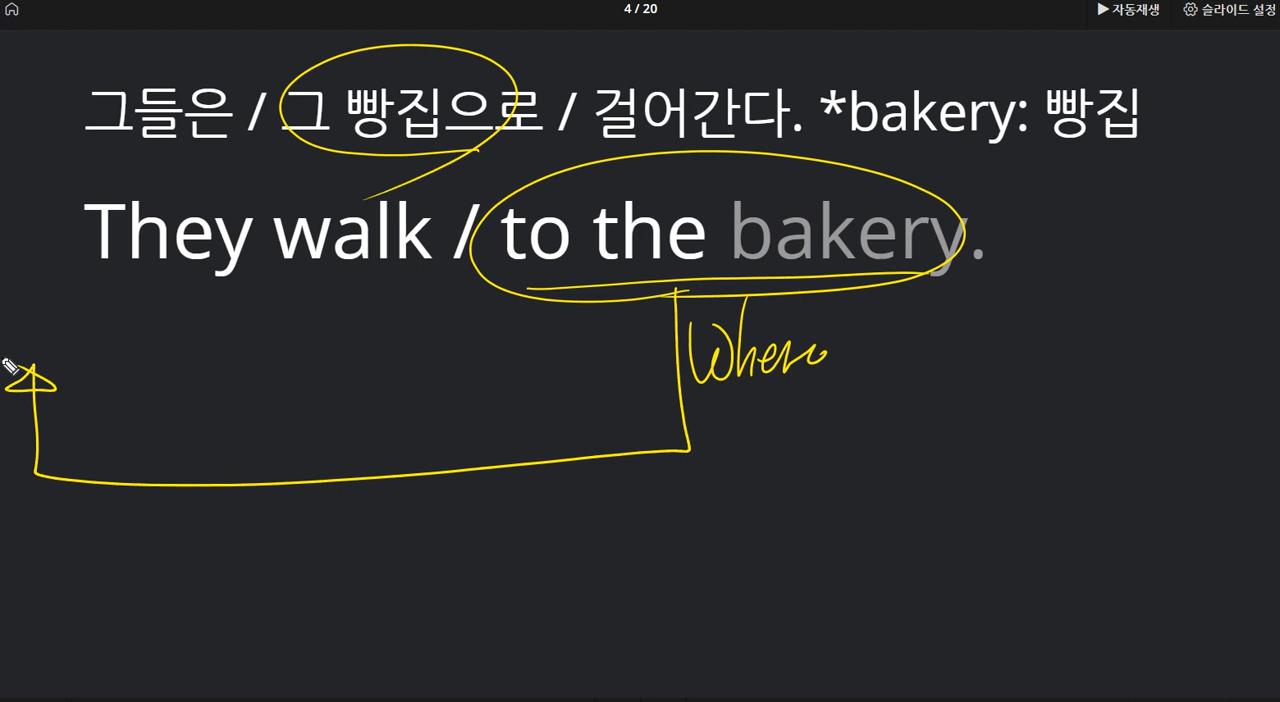 4 / 20
▶ 자동재생
슬라이드 설정
그들은 / 그 빵집으로 / 걸어간다. *bakery: 빵집
They walk / to the bakery.
Where